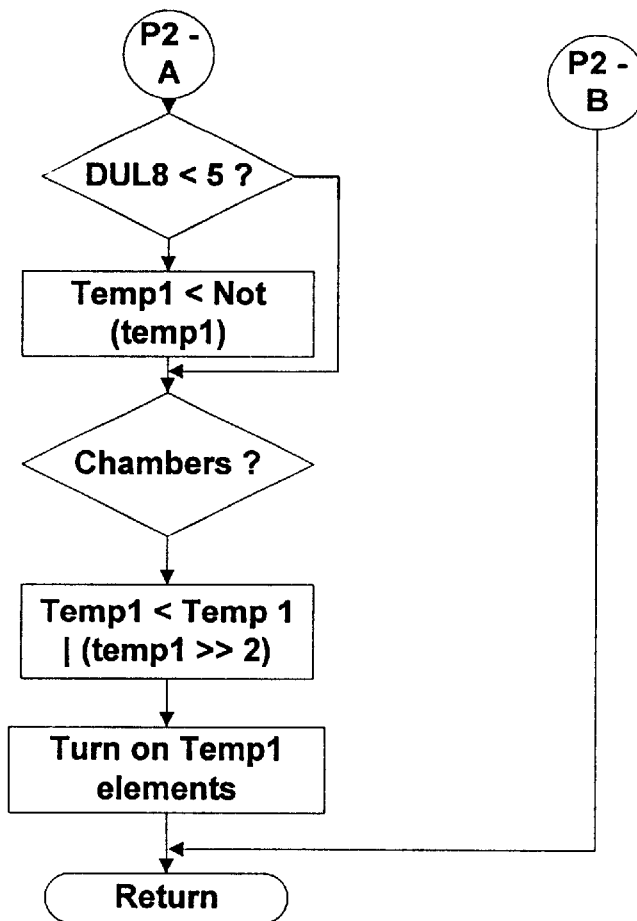 P2 -
A
P2 -
B
DUL8 < 5 ?
Temp1 < Not
(temp1)
Chambers ?
Temp1 < Temp 1
| (temp1 >> 2)
Turn on Temp1
elements
Return